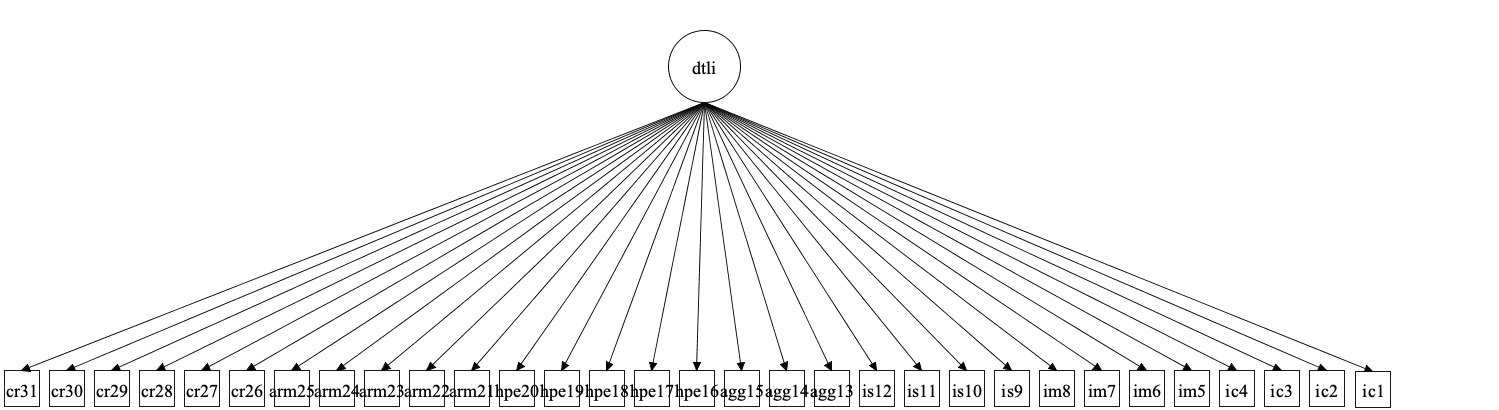 dtli
cr31 cr30 cr29 cr28 cr27 cr26 arm25 arm24 arm23 arm22 arm21 hpe20 hpe19 hpe18 hpe17 hpe16 agg15 agg14 agg13 is12 is11 is10 is9 im8 im7 im6 im5 ic4 ic3 ic2 ic1